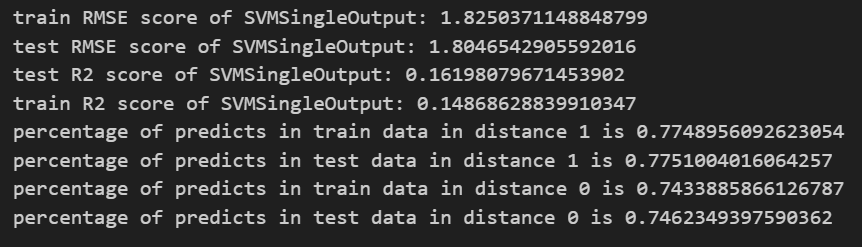 train RMSE score of SVMSingleOutput: 1.8250371148848799
test RMSE score of SVMSingleOutput: 1.8046542905592016
test R2 score of SVMSingleOutput: 0.16198079671453902
train R2 score of SVMSingleOutput: 0.14868628839910347
percentage of predicts in train data in distance 1 is 0.7748956092623054
percentage of predicts in test data in distance 1 is 0.7751004016064257
percentage of predicts in train data in distance 0 is 0.7433885866126787
percentage of predicts in test data in distance 0 is 0.7462349397590362